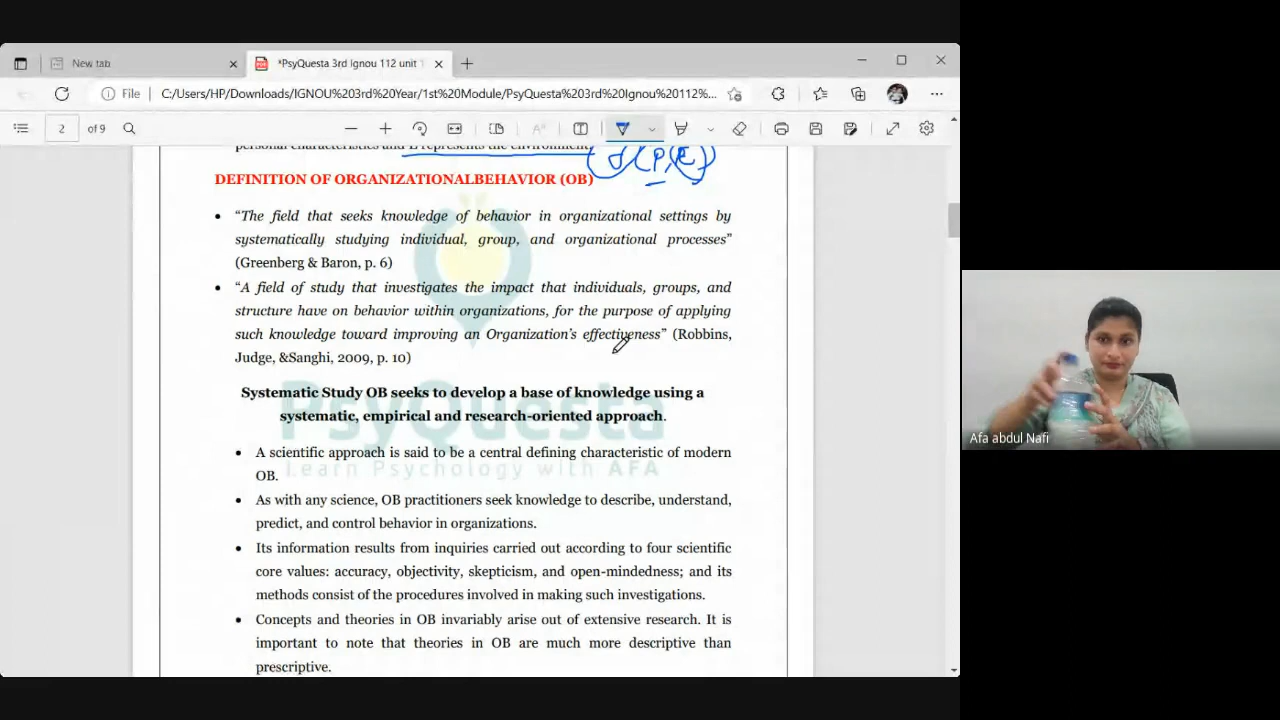 New tab
*PsyQuesta 3rd Ignou 112 unit 1
File
C:/Users/HP/Downloads/IGNOU%203rd%20Year/1st%20Module/PsyQuesta%203rd%20Ignou%20112%...
2 of 9
personal characteristics and E represents the environment.
(P, E)
DEFINITION OF ORGANIZATIONALBEHAVIOR (OB)
• “The field that seeks knowledge of behavior in organizational settings by
systematically studying individual, group, and organizational processes”
(Greenberg & Baron, p. 6)
• “A field of study that investigates the impact that individuals, groups, and
structure have on behavior within organizations, for the purpose of applying
such knowledge toward improving an Organization's effectiveness” (Robbins,
Judge, &Sanghi, 2009, p. 10)
Systematic Study OB seeks to develop a base of knowledge using a
systematic, empirical and research-oriented approach.
PsyQuesta
Learn Psychology with AFA
• A scientific approach is said to be a central defining characteristic of modern
OB.
• As with any science, OB practitioners seek knowledge to describe, understand,
predict, and control behavior in organizations.
• Its information results from inquiries carried out according to four scientific
core values: accuracy, objectivity, skepticism, and open-mindedness; and its
methods consist of the procedures involved in making such investigations.
• Concepts and theories in OB invariably arise out of extensive research. It is
important to note that theories in OB are much more descriptive than
prescriptive.
Afa abdul Nafi